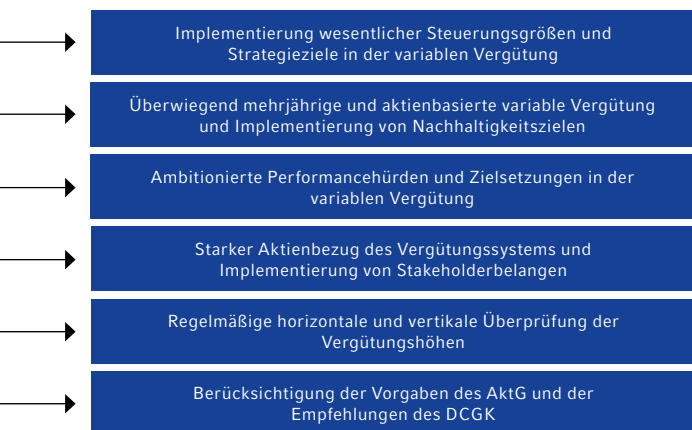 Implementierung wesentlicher Steuerungsgrößen und
Strategieziele in der variablen Vergütung
Überwiegend mehrjährige und aktienbasierte variable Vergütung
und Implementierung von Nachhaltigkeitszielen
Ambitionierte Performancehürden und Zielsetzungen in der
variablen Vergütung
Starker Aktienbezug des Vergütungssystems und
Implementierung von Stakeholderbelangen
Regelmäßige horizontale und vertikale Überprüfung der
Vergütungshöhen
Berücksichtigung der Vorgaben des AktG und der
Empfehlungen des DCGK